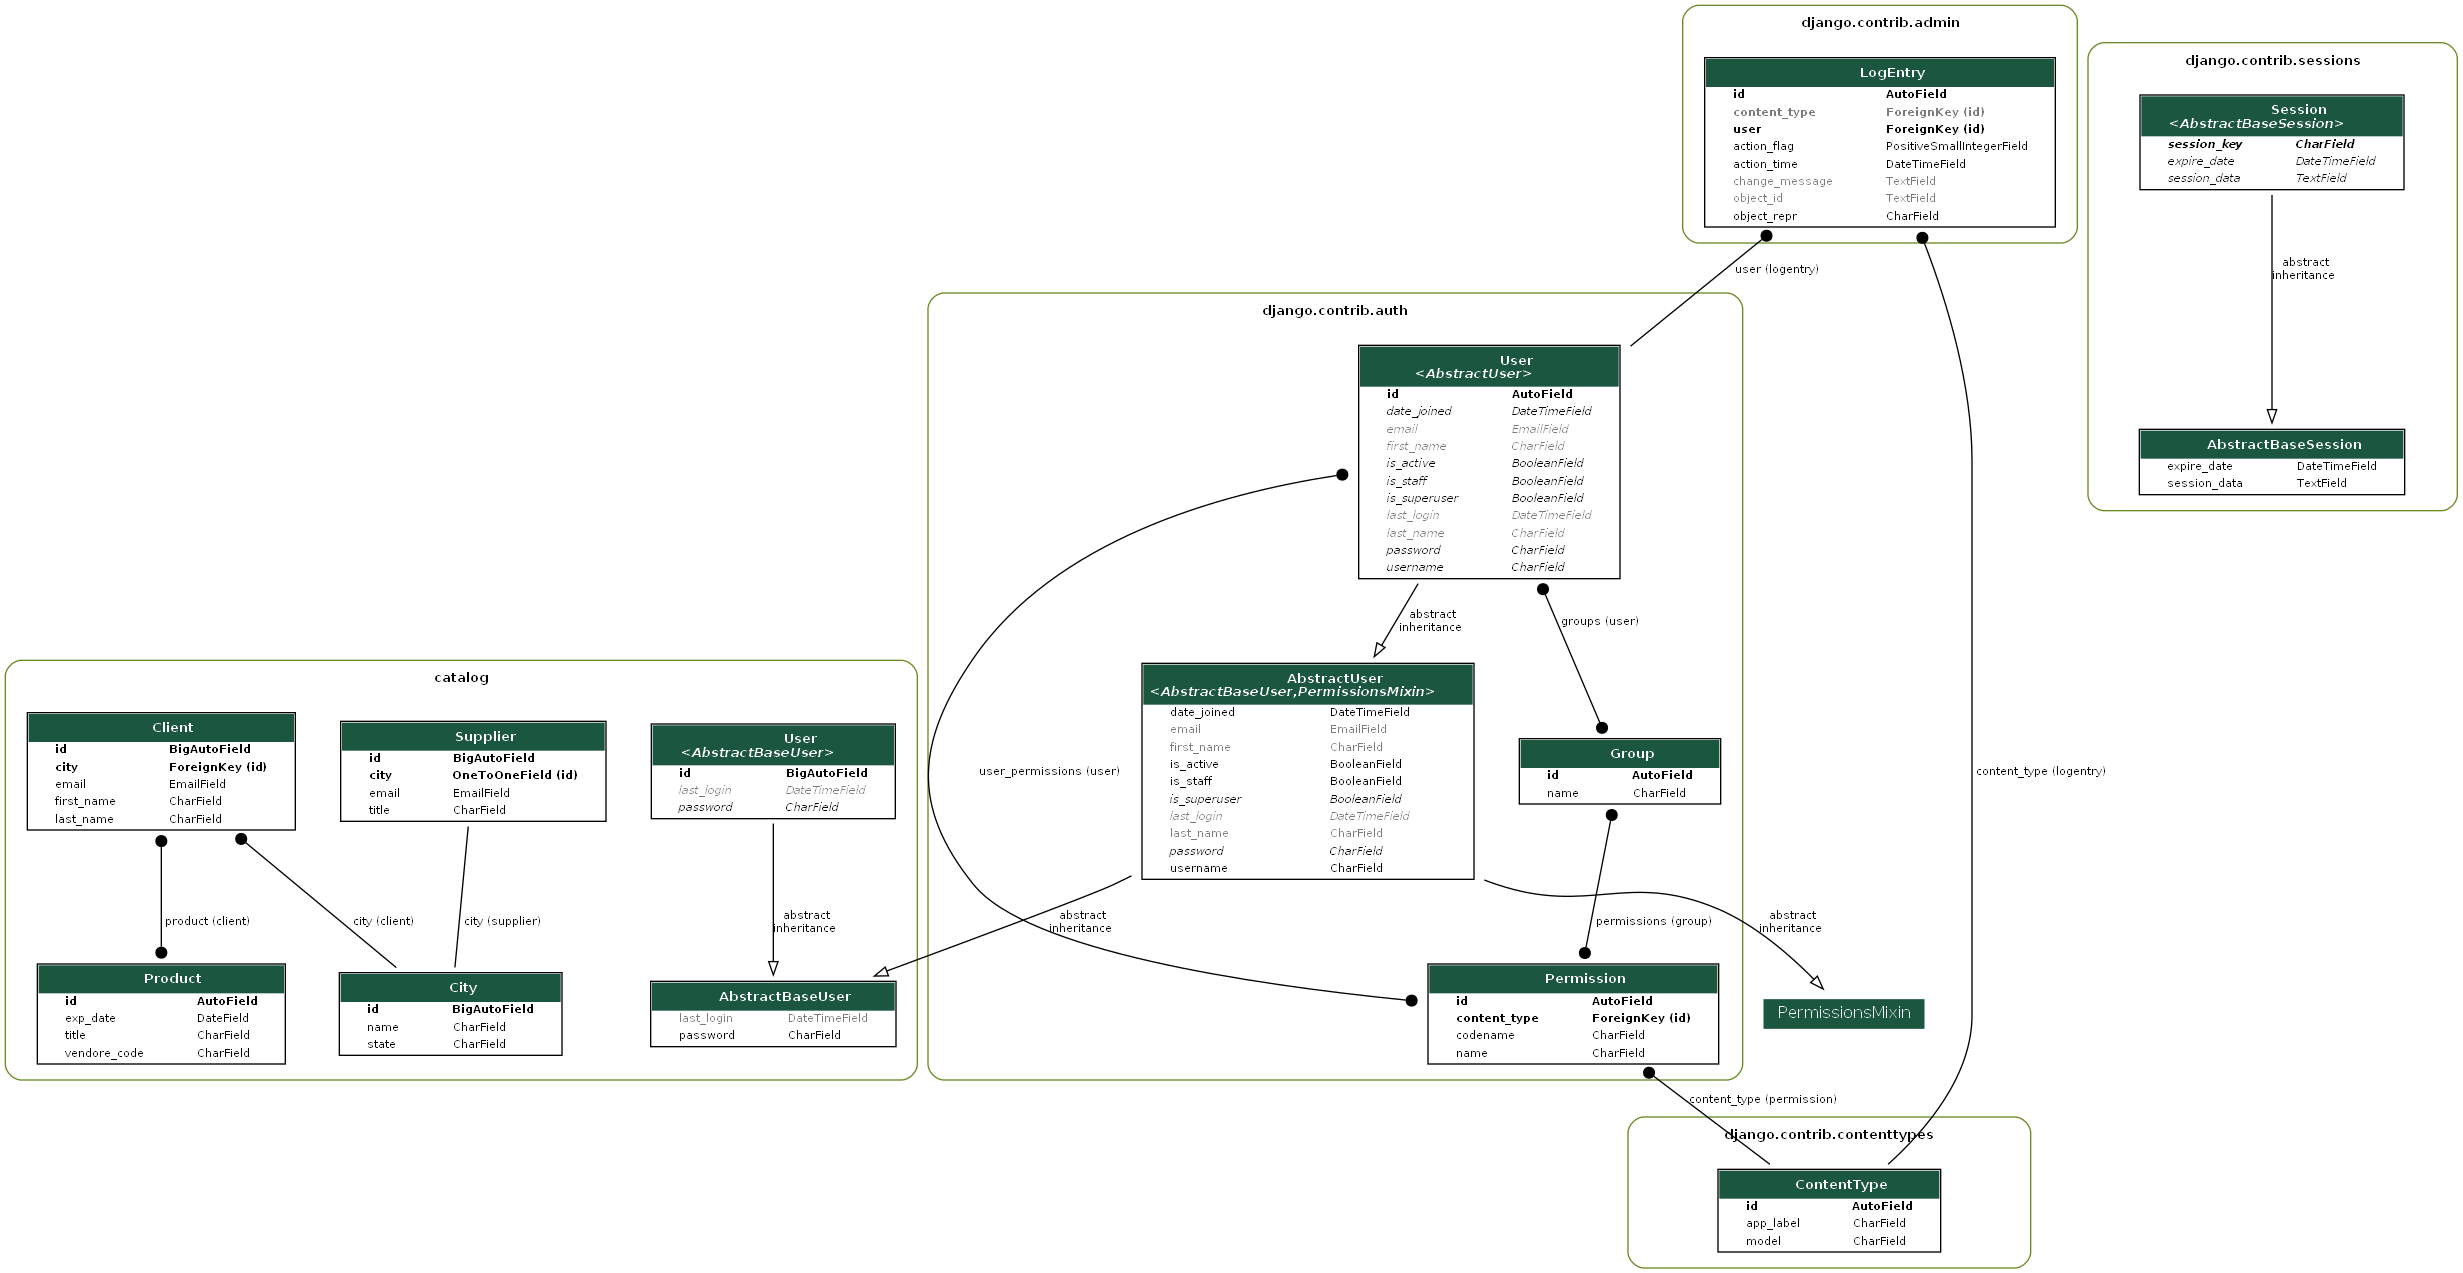 django.contrib.admin
LogEntry
id AutoField
content_type ForeignKey (id)
user ForeignKey (id)
action_flag PositiveSmallIntegerField
action_time DateTimeField
change_message TextField
object_id TextField
object_repr CharField
django.contrib.sessions
Session
<AbstractBaseSession>
session_key CharField
expire_date DateTimeField
session_data TextField
abstract
inheritance
AbstractBaseSession
expire_date DateTimeField
session_data TextField
user (logentry)
django.contrib.auth
User
<AbstractUser>
id AutoField
date_joined DateTimeField
email EmailField
first_name CharField
is_active BooleanField
is_staff BooleanField
is_superuser BooleanField
last_login DateTimeField
last_name CharField
password CharField
username CharField
abstract
inheritance
groups (user)
AbstractUser
<AbstractBaseUser,PermissionsMixin>
date_joined DateTimeField
email EmailField
first_name CharField
is_active BooleanField
is_staff BooleanField
is_superuser BooleanField
last_login DateTimeField
last_name CharField
password CharField
username CharField
Group
id AutoField
name CharField
user_permissions (user)
content_type (logentry)
catalog
Client
id BigAutoField
city ForeignKey (id)
email EmailField
first_name CharField
last_name CharField
Supplier
id BigAutoField
city OneToOneField (id)
email EmailField
title CharField
User
<AbstractBaseUser>
id BigAutoField
last_login DateTimeField
password CharField
product (client)
city (client)
city (supplier)
abstract
inheritance
abstract
inheritance
permissions (group)
abstract
inheritance
Product
id AutoField
exp_date DateField
title CharField
vendore_code CharField
City
id BigAutoField
name CharField
state CharField
AbstractBaseUser
last_login DateTimeField
password CharField
Permission
id AutoField
content_type ForeignKey (id)
codename CharField
name CharField
PermissionsMixin
content_type (permission)
django.contrib.contenttypes
ContentType
id AutoField
app_label CharField
model CharField